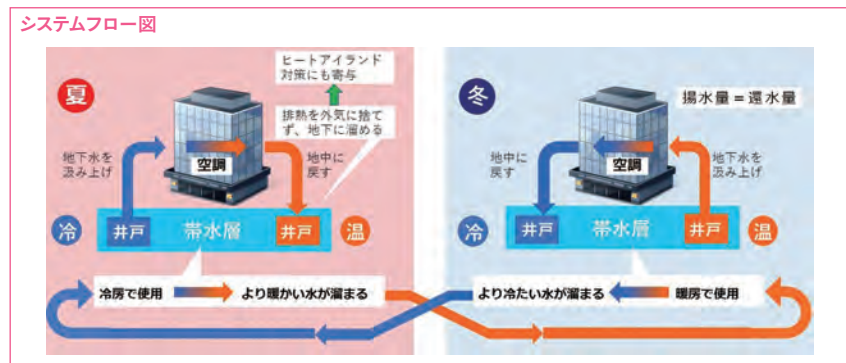 システムフロー図
夏
ヒートアイランド
対策にも寄与
排熱を外気に捨て
ず、地下に溜める
地下水を
汲み上げ
空調
地中に
戻す
冷
井戸
帯水層
井戸
温
冷房で使用
より暖かい水が溜まる
冬
揚水量＝還水量
地中に
戻す
空調
地下水を
汲み上げ
冷
井戸
帯水層
井戸
温
より冷たい水が溜まる
暖房で使用